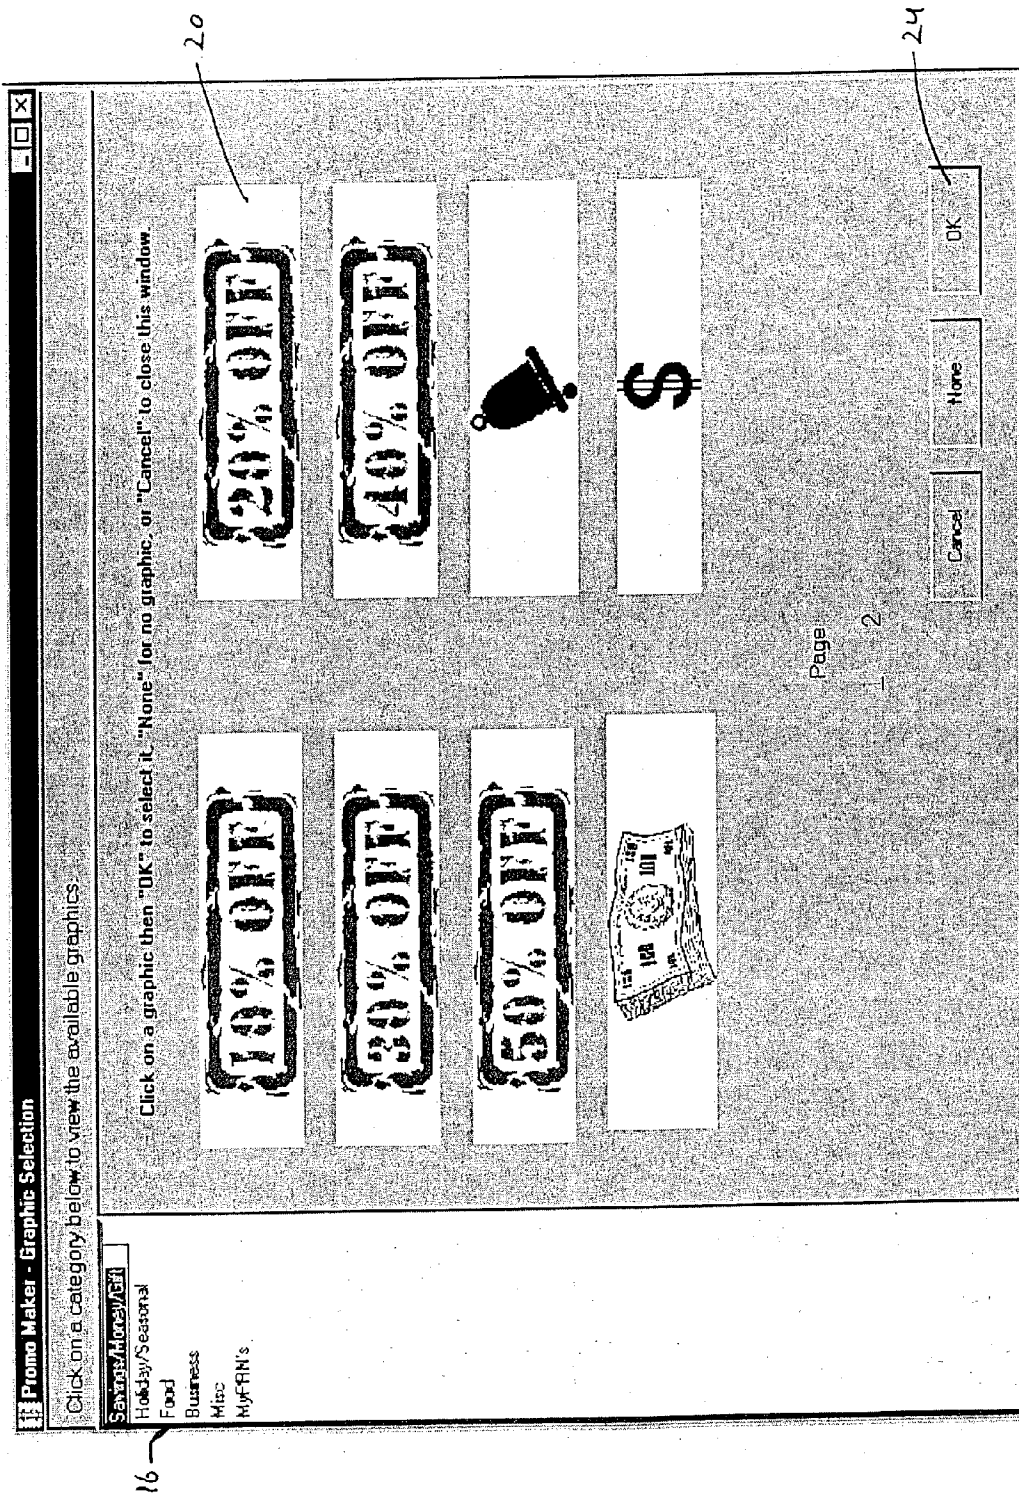 Promo Maker - Graphic Selection
Click on a category below to view the available graphics.
Savings/Money/Gift
Holiday/Seasonal
Food
Business
Misc
MyPRN's
16
Click on a graphic then "OK" to select it, "None" for no graphic, or "Cancel" to close this window
10% OFF
20% OFF
20
30% OFF
40% OFF
50% OFF
$
Page
1 2
Cancel
None
OK
24